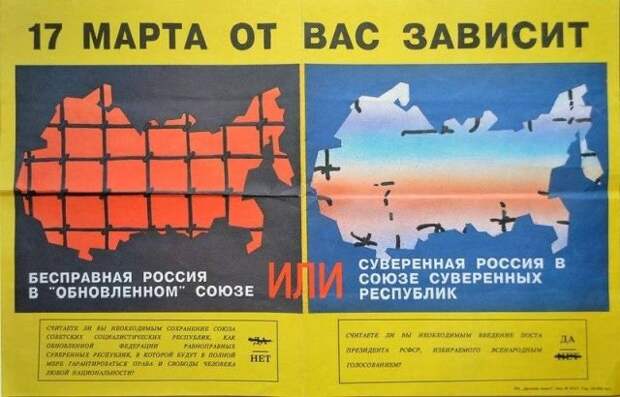 17 МАРТА ОТ ВАС ЗАВИСИТ
БЕСПРАВНАЯ РОССИЯ
В "ОБНОВЛЕННОМ" СОЮЗЕ
ИЛИ
СУВЕРЕННАЯ РОССИЯ В
СОЮЗЕ СУВЕРЕННЫХ
РЕСПУБЛИК
СЧИТАЕТЕ ЛИ ВЫ НЕОБХОДИМЫМ СОХРАНЕНИЕ СОЮЗА
СОВЕТСКИХ СОЦИАЛИСТИЧЕСКИХ РЕСПУБЛИК, КАК
ОБНОВЛЕННОЙ ФЕДЕРАЦИИ РАВНОПРАВНЫХ
СУВЕРЕННЫХ РЕСПУБЛИК, В КОТОРОЙ БУДУТ В ПОЛНОЙ
МЕРЕ ГАРАНТИРОВАТЬСЯ ПРАВА И СВОБОДЫ ЧЕЛОВЕКА
ЛЮБОЙ НАЦИОНАЛЬНОСТИ?
ДА
НЕТ
СЧИТАЕТЕ ЛИ ВЫ НЕОБХОДИМЫМ ВВЕДЕНИЕ ПОСТА
ПРЕЗИДЕНТА РСФСР, ИЗБИРАЕМОГО ВСЕНАРОДНЫМ
ГОЛОСОВАНИЕМ?
ДА
НЕТ